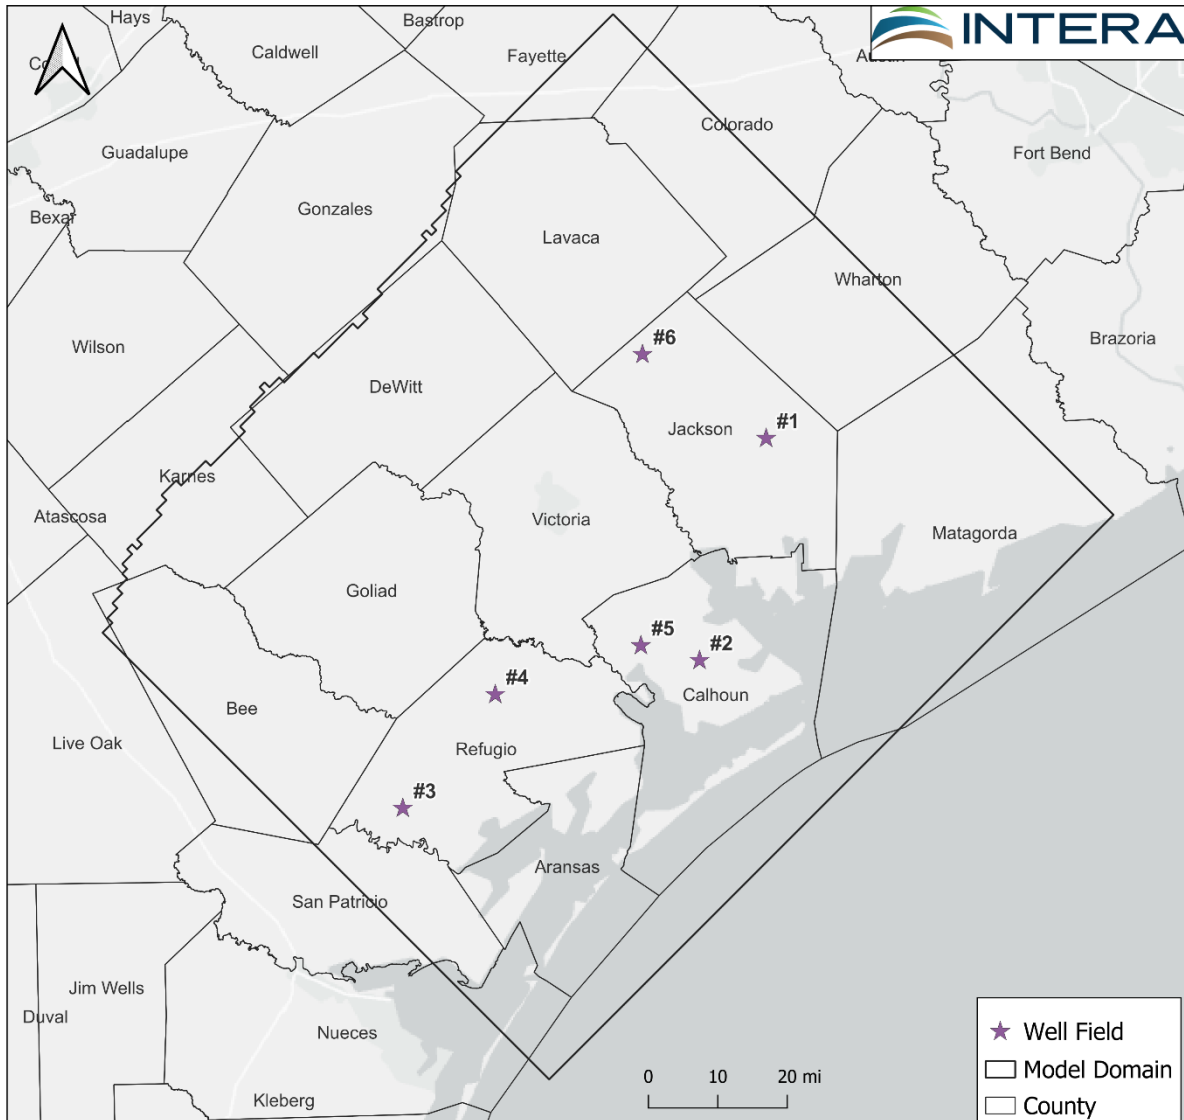 Hays
Bastrop
INTERA
Caldwell
Fayette
Austin
Colorado
Guadalupe
Fort Bend
Gonzales
Bexar
Lavaca
Wharton
Wilson
#6
Brazoria
DeWitt
#1
Jackson
Karnes
Atascosa
Victoria
Matagorda
Goliad
#5
#2
#4
Calhoun
Bee
Live Oak
Refugio
#3
Aransas
San Patricio
Jim Wells
Duval
Nueces
Kleberg
0 10 20 mi
Well Field
Model Domain
County